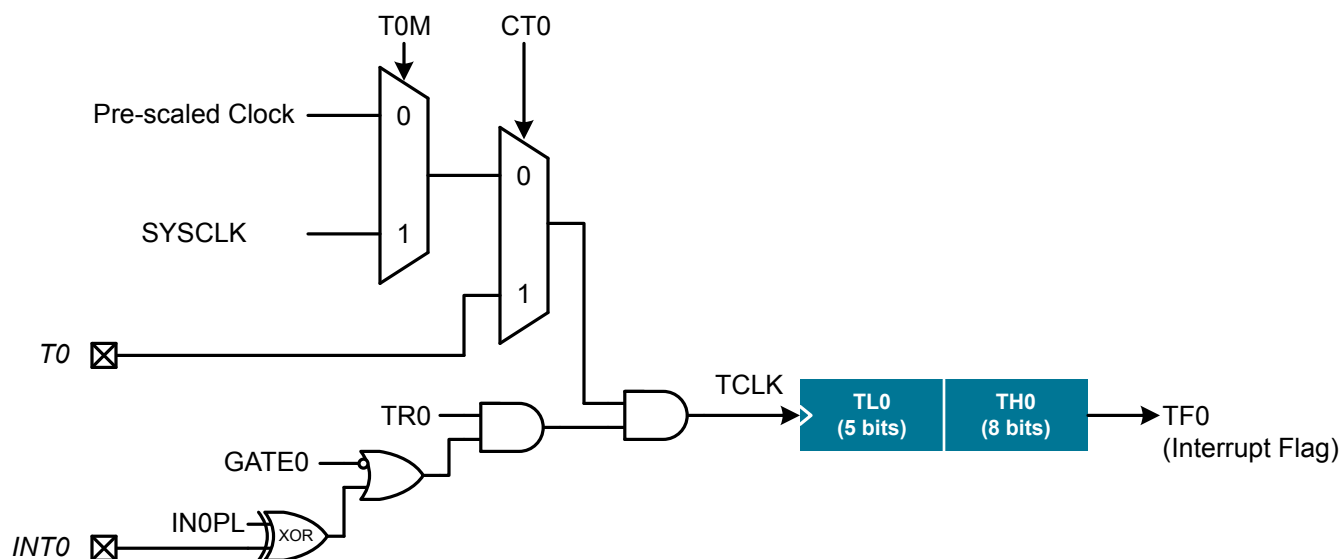 T0M CT0
Pre-scaled Clock
0
0
SYSCLK
1
1
T0
TCLK
TL0
(5 bits)
TH0
(8 bits)
TF0
(Interrupt Flag)
TR0
GATE0
IN0PL
XOR
INT0